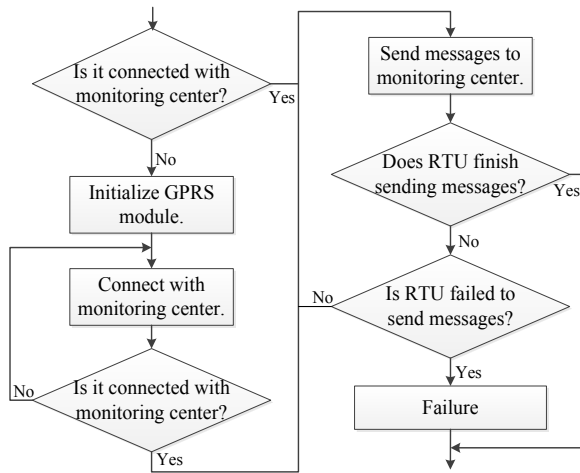 Is it connected with
monitoring center?
Yes
No
Initialize GPRS
module.
Connect with
monitoring center.
Is it connected with
monitoring center?
No
Yes
Send messages to
monitoring center.
Does RTU finish
sending messages?
Yes
No
Is RTU failed to
send messages?
No
Yes
Failure